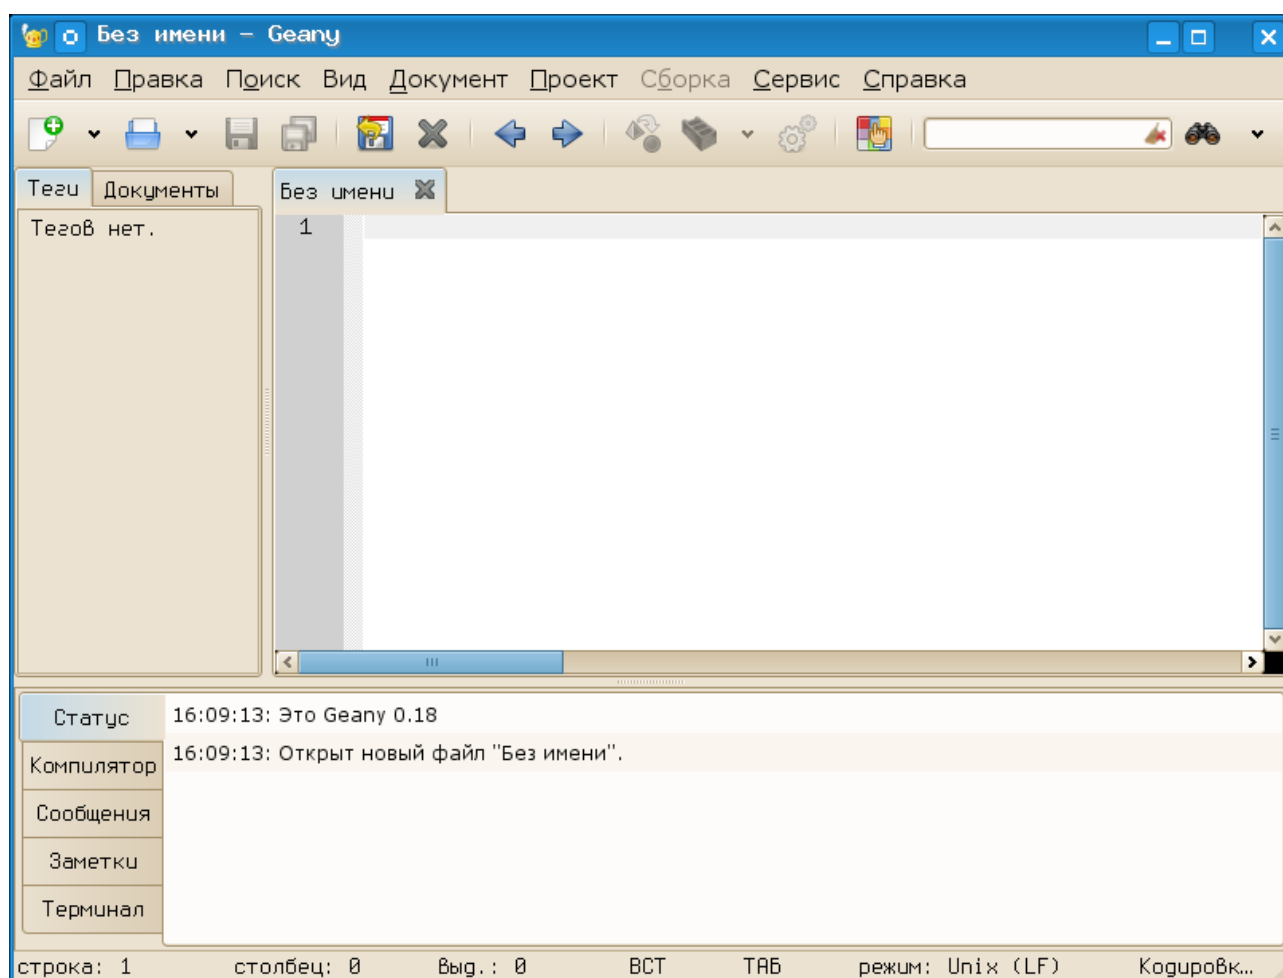 Без имени – Geany
Файл Правка Поиск Вид Документ Проект Сборка Сервис Справка
Теги Документы Без имени
Тегов нет.
1
Статус
16:09:13: Это Geany 0.18
16:09:13: Открыт новый файл "Без имени".
Компилятор
Сообщения
Заметки
Терминал
строка: 1 столбец: 0 Выд.: 0 ВСТ ТАБ режим: Unix (LF) Кодировк...